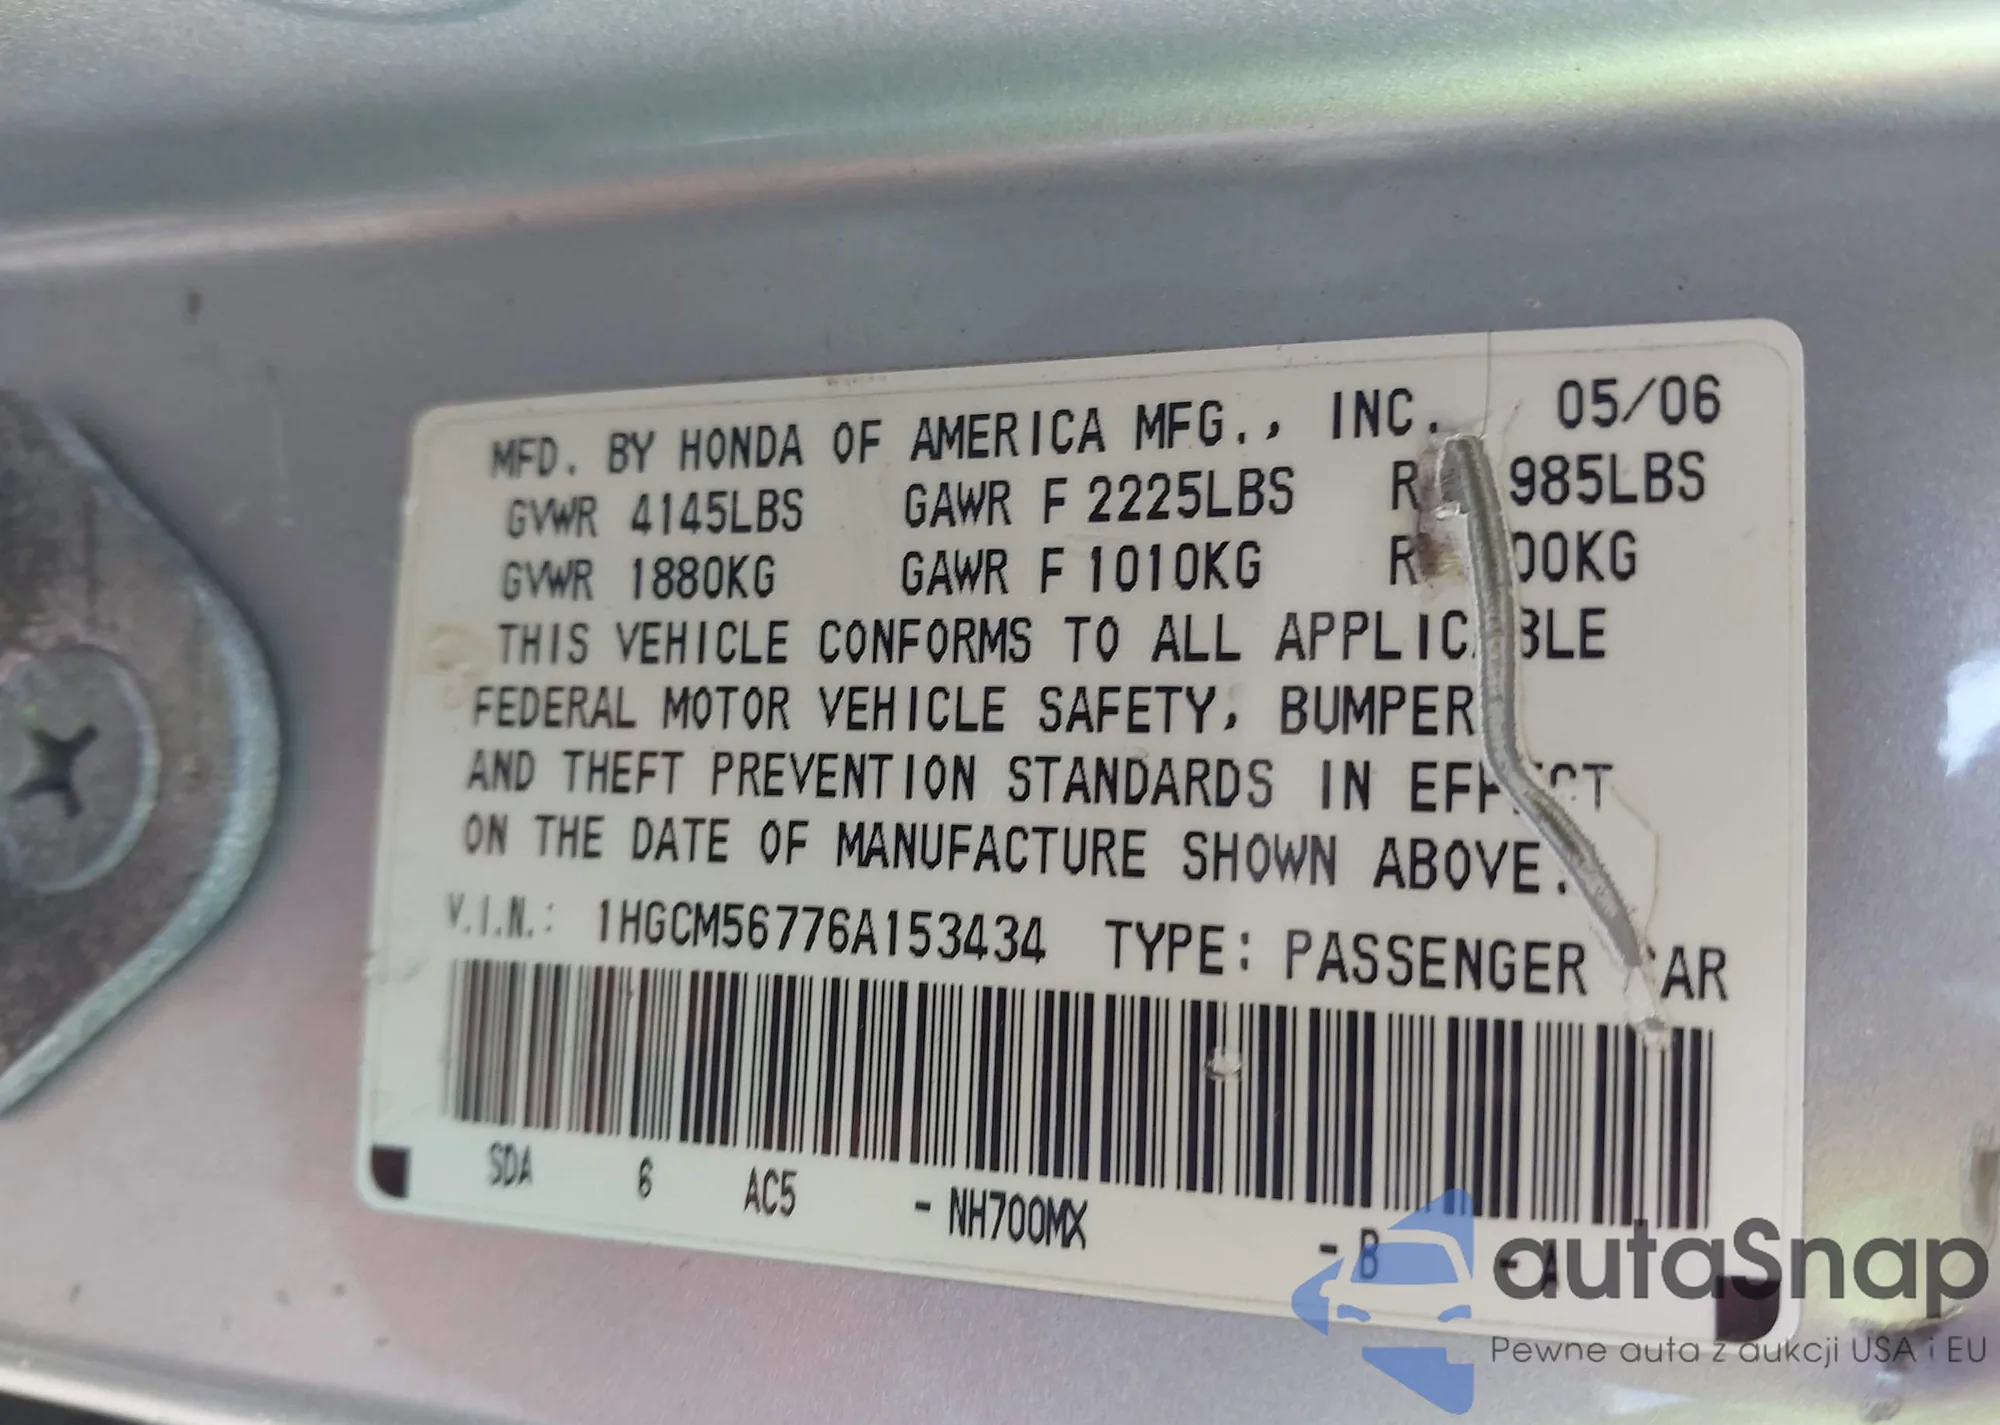 MFD. BY HONDA OF AMERICA MFG., INC. 05/06
GVWR 4145LBS GAWR F 2225LBS R 985LBS
GVWR 1880KG GAWR F 1010KG R 00KG
THIS VEHICLE CONFORMS TO ALL
FEDERAL MOTOR VEHICLE SAFETY, BUMPER
AND THEFT PREVENTION STANDARDS IN
ON THE DATE OF MANUFACTURE SHOWN ABOVE.
V.I.N.: 1HGCM56776A153434 TYPE: PASSENGER AR
SDA 6 AC5 - NH700MX - B - A
autaSnap
Pewne auta z aukcji USA i EU